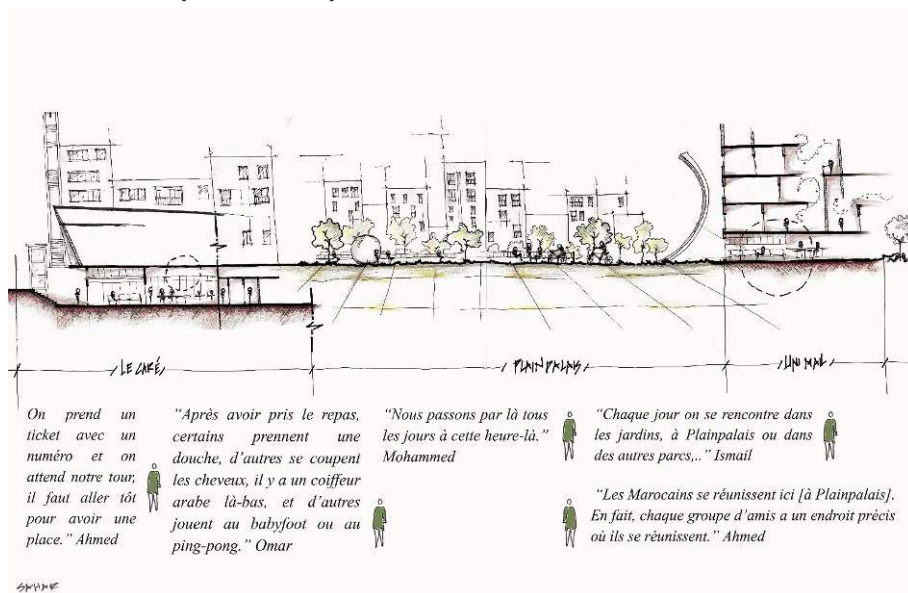 LE CAFÉ
PLAINPALAIS
UNI MAIL
On prend un
ticket avec un
numéro et on
attend notre tour,
il faut aller tôt
pour avoir une
place.” Ahmed
“Après avoir pris le repas,
certains prennent une
douche, d’autres se coupent
les cheveux, il y a un coiffeur
arabe là-bas, et d’autres
jouent au babyfoot ou au
ping-pong.” Omar
“Nous passons par là tous
les jours à cette heure-là.”
Mohammed
“Chaque jour on se rencontre dans
les jardins, à Plainpalais ou dans
des autres parcs,..” Ismail
“Les Marocains se réunissent ici [à Plainpalais].
En fait, chaque groupe d’amis a un endroit précis
où ils se réunissent.” Ahmed